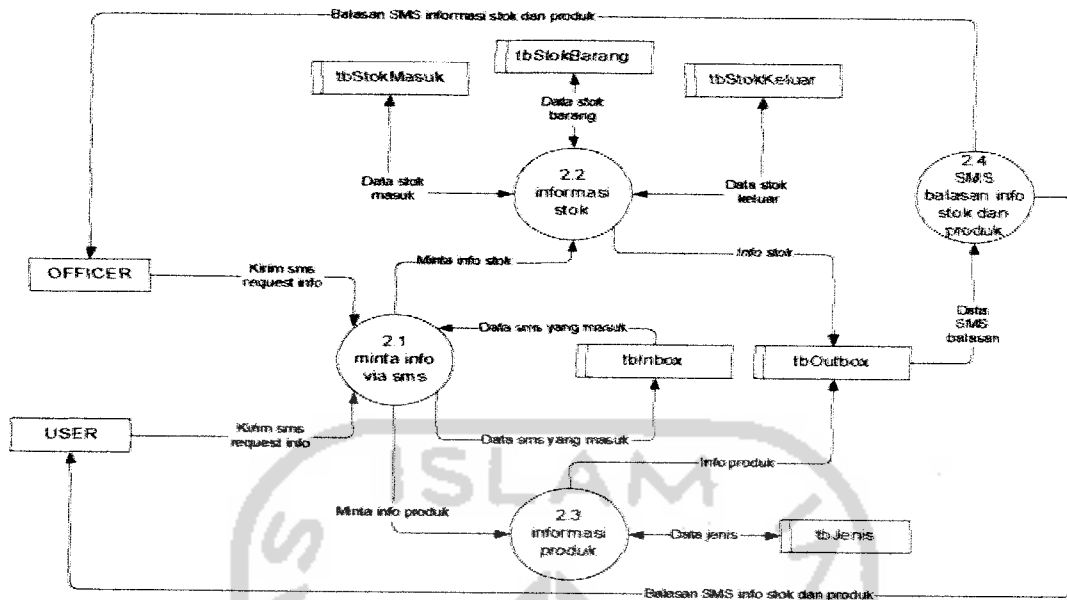 Balasan SMS informasi stok dan produk
tbStokMasuk
tbStokBarang
tbStokKeluar
Data stok
barang
2.2
informasi
stok
Data stok
masuk
Data stok
keluar
2.4
SMS
balasan info
stok dan
produk
OFFICER
Kirim sms
request info
Minta info stok
Info stok
2.1
minta info
via sms
Data sms yang masuk
tbInbox
tbOutbox
Data
SMS
balasan
USER
Kirim sms
request info
Data sms yang masuk
Info produk
ISLAM
Minta info produk
2.3
informasi
produk
Data jenis
tbJenis
Balasan SMS info stok dan produk